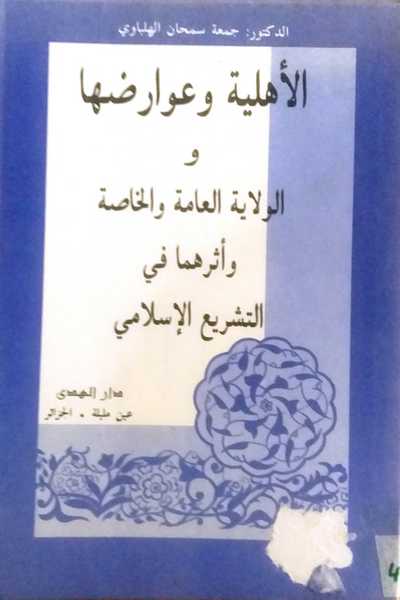 الدكتور: جمعة سمحان الهلباوي
الأهلية وعوارضها
و
الولاية العامة والخاصة
وأثرهما في
التشريع الإسلامي
دار الهدى
عين مليلة - الجزائر
4